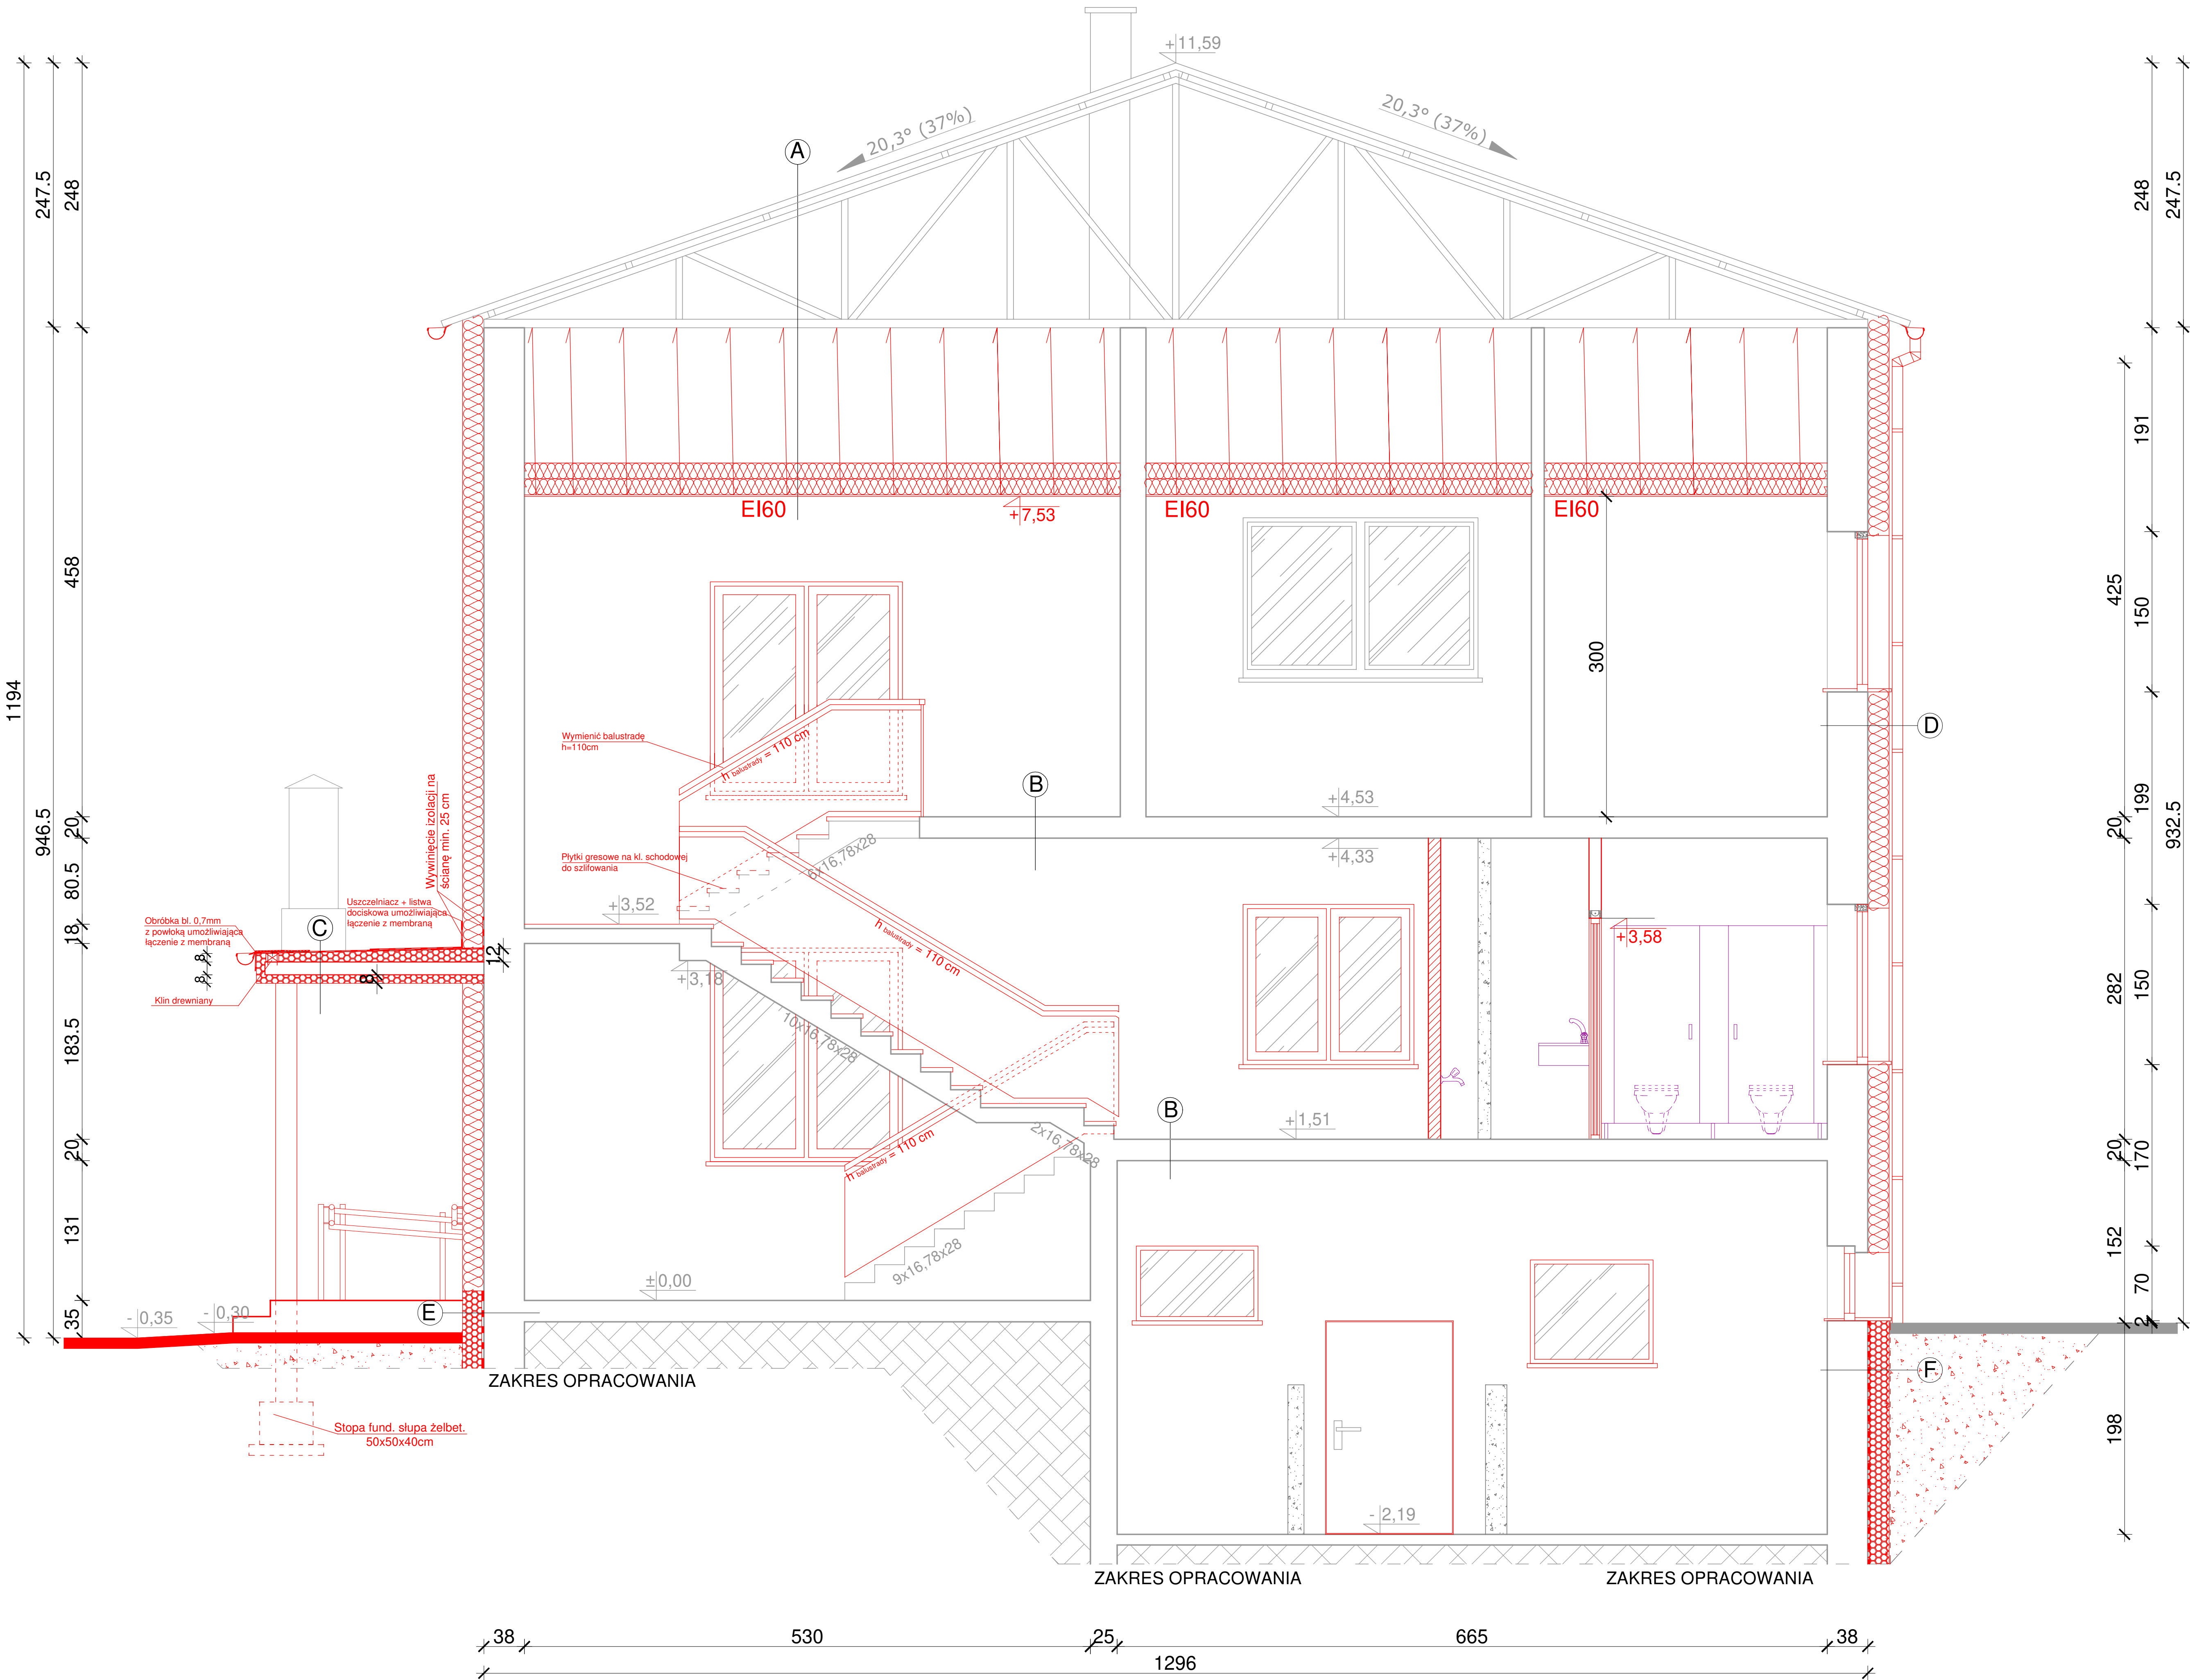 +11,59
20,3° (37%)
20,3° (37%)
A
247.5
248
248
247.5
EI60
+7,53
EI60
EI60
191
458
425
150
300
1194
Wymienić balustradę
h=110cm
h balustrady = 110 cm
D
B
+4,53
199
946.5
20
20
932.5
Wywinięcie izolacji na
ścianę min. 25 cm
Płytki gresowe na kl. schodowej
do szlifowania
6x16,78x28
+4,33
80.5
Uszczelniacz + listwa
dociskowa umożliwiająca
łączenie z membraną
+3,52
Obróbka bl. 0,7mm
z powłoką umożliwiająca
łączenie z membraną
C
18
h balustrady = 110 cm
+3,58
8
12
8
8
+3,18
Klin drewniany
282
150
183.5
10x16,78x28
B
+1,51
2x16,78x28
20
20
170
h balustrady = 110 cm
131
152
9x16,78x28
±0,00
70
- 0,35
- 0,30
35
E
2
F
ZAKRES OPRACOWANIA
Stopa fund. słupa żelbet.
50x50x40cm
198
- 2,19
ZAKRES OPRACOWANIA
ZAKRES OPRACOWANIA
38
530
25
665
38
1296